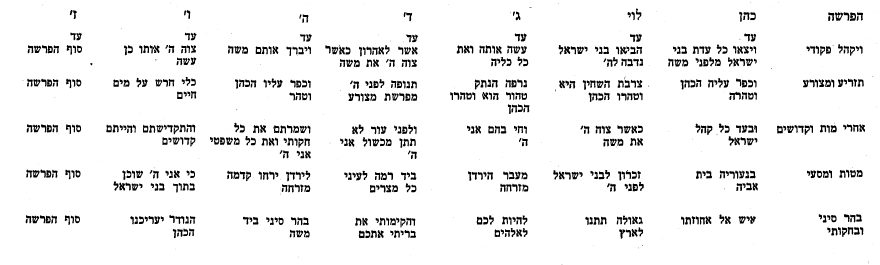 הפרשה כהן לוי ג' ד' ה' ו' ז'
עד עד עד עד עד עד עד
ויקהל פקודי ויצאו כל עדת בני הביאו בני ישראל עשה אותה ואת אשר לאהרון כאשר ויברך אותם משה צוה ה' אותו כן סוף הפרשה
ישראל מלפני משה נדבה לה' כל כליה צוה ה' את משה עשה
תזריע ומצורע וכפר עליה הכהן צרבת השחין היא נרפה הנתק תנופה לפני ה' וכפר עליו הכהן כלי חרש על מים סוף הפרשה
וטהרה וטהרו הכהן טהור הוא וטהרו מפרשת מצורע וטהר חיים
הכהן
אחרי מות וקדושים ובעד כל קהל כאשר צוה ה' וחי בהם אני ולפני עור לא ושמרתם את כל והתקדישתם והייתם סוף הפרשה
ישראל את משה ה' תתן מכשול אני חקותי ואת כל משפטי קדושים
ה' אני ה'
מטות ומסעי בנעוריה בית זכרון לבני ישראל מעבר הירדן ביד רמה לעיני לירדן ירחו קדמה כי אני ה' שוכן סוף הפרשה
אביה לפני ה' מזרחה כל מצרים מזרחה בתוך בני ישראל
בהר סיני איש אל אחוזתו גאולה תתנו להיות לכם והקימותי את בהר סיני ביד הנודר יעריכנו סוף הפרשה
ובחקותי לארץ לאלהים בריתי אתכם משה הכהן